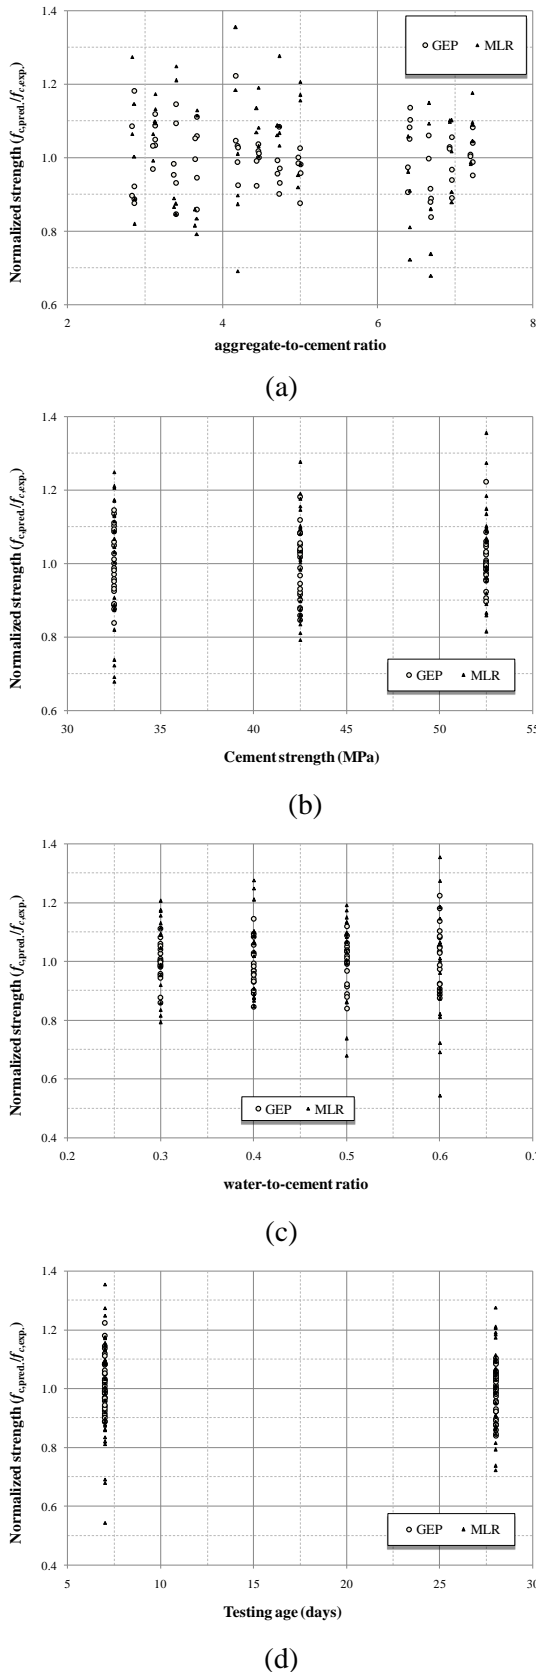 1.4
1.2
1.0
0.8
0.6
Normalized strength (fc,pred./fc,exp.)
GEP MLR
2 4 6 8
aggregate-to-cement ratio
(a)
1.4
1.2
1.0
0.8
0.6
Normalized strength (fc,pred./fc,exp.)
GEP MLR
30 35 40 45 50 55
Cement strength (MPa)
(b)
1.4
1.2
1.0
0.8
0.6
0.4
Normalized strength (fc,pred./fc,exp.)
GEP MLR
0.2 0.3 0.4 0.5 0.6 0.7
water-to-cement ratio
(c)
1.4
1.2
1.0
0.8
0.6
0.4
Normalized strength (fc,pred./fc,exp.)
GEP MLR
5 10 15 20 25 30
Testing age (days)
(d)